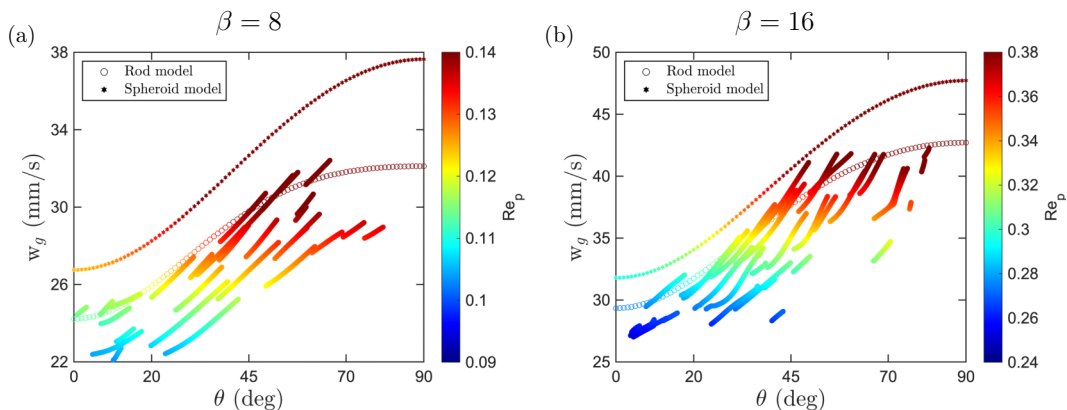 β = 8
(a)
38
34
30
26
22
w_g (mm/s)
0
20
45
70
90
θ (deg)
Rod model
Spheroid model
0.14
0.13
0.12
0.11
0.1
0.09
Re_p
β = 16
(b)
50
45
40
35
30
25
w_g (mm/s)
0
20
45
70
90
θ (deg)
Rod model
Spheroid model
0.38
0.36
0.34
0.32
0.3
0.28
0.26
0.24
Re_p